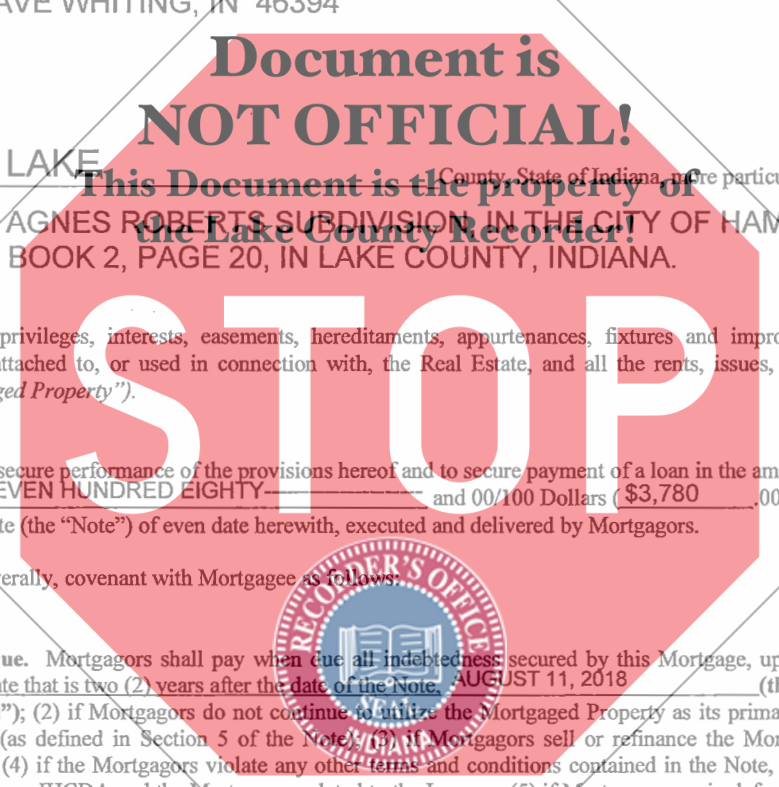 AVE WHITING, IN 46394
Document is
NOT OFFICIAL!
LAKE County, State of Indiana, more particu
This Document is the property of
AGNES ROBERTS SUBDIVISION, IN THE CITY OF HAM
the Lake County Recorder!
BOOK 2, PAGE 20, IN LAKE COUNTY, INDIANA.
privileges, interests, easements, hereditaments, appurtenances, fixtures and impro
attached to, or used in connection with, the Real Estate, and all the rents, issues,
ged Property”).
STOP
secure performance of the provisions hereof and to secure payment of a loan in the am
EVEN HUNDRED EIGHTY---------------- and 00/100 Dollars ( $3,780 .00
te (the “Note”) of even date herewith, executed and delivered by Mortgagors.
erally, covenant with Mortgagee as follows:
RECORDER'S OFFICE
SEAL
INDIANA
ue. Mortgagors shall pay when due all indebtedness secured by this Mortgage, up
te that is two (2) years after the date of the Note, AUGUST 11, 2018 (th
”); (2) if Mortgagors do not continue to utilize the Mortgaged Property as its prima
(as defined in Section 5 of the Note); (3) if Mortgagors sell or refinance the Mor
(4) if the Mortgagors violate any other terms and conditions contained in the Note,